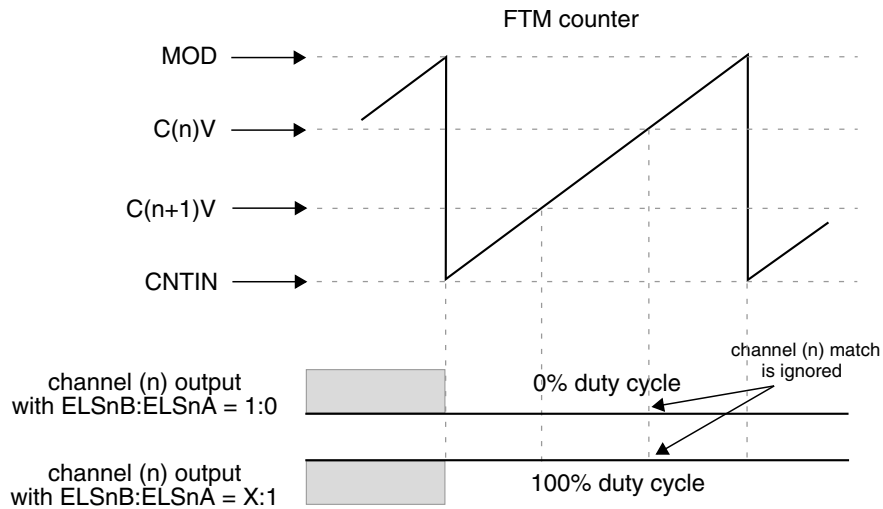 FTM counter
MOD
C(n)V
C(n+1)V
CNTIN
channel (n) match
is ignored
channel (n) output
with ELSnB:ELSnA = 1:0
0% duty cycle
channel (n) output
with ELSnB:ELSnA = X:1
100% duty cycle